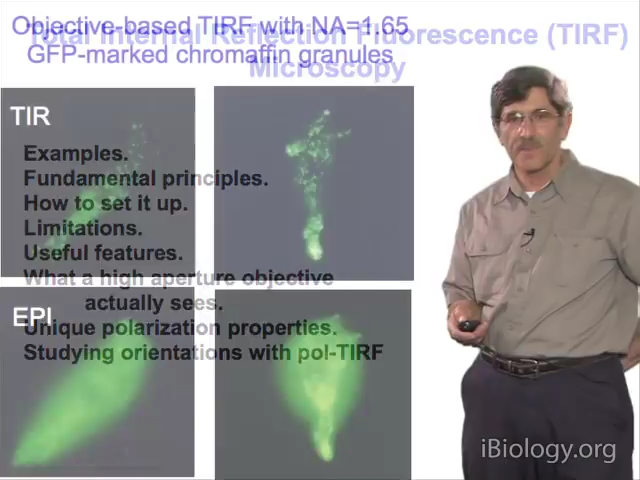 Objective-based TIRF with NA=1.65
Total Internal Reflection Fluorescence (TIRF)
GFP-marked chromaffin granules
Microscopy
TIR
Examples.
Fundamental principles.
How to set it up.
Limitations.
Useful features.
What a high aperture objective
actually sees.
EPI
Unique polarization properties.
Studying orientations with pol-TIRF
iBiology.org